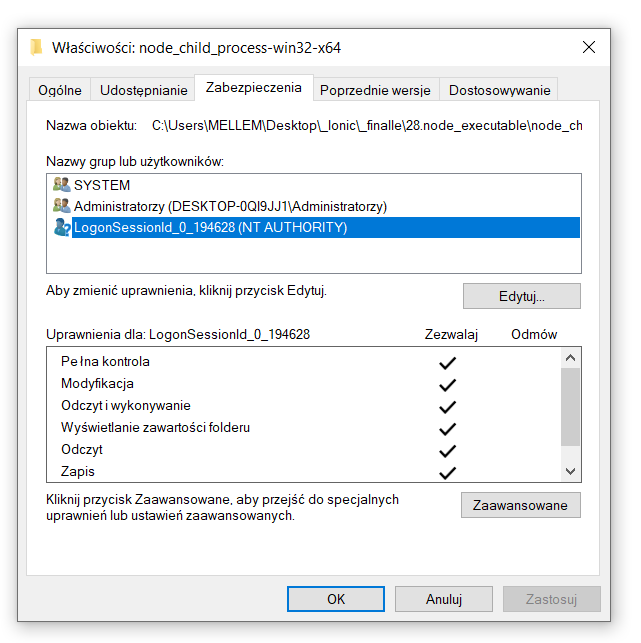 Właściwości: node_child_process-win32-x64
Ogólne Udostępnianie Zabezpieczenia Poprzednie wersje Dostosowywanie
Nazwa obiektu: C:\Users\MELLEM\Desktop\_Ionic\_finalle\28.node_executable\node_ch
Nazwy grup lub użytkowników:
SYSTEM
Administratorzy (DESKTOP-0QI9JJ1\Administratorzy)
LogonSessionId_0_194628 (NT AUTHORITY)
Aby zmienić uprawnienia, kliknij przycisk Edytuj.
Edytuj...
Uprawnienia dla: LogonSessionId_0_194628 Zezwalaj Odmów
Pełna kontrola
Modyfikacja
Odczyt i wykonywanie
Wyświetlanie zawartości folderu
Odczyt
Zapis
Kliknij przycisk Zaawansowane, aby przejść do specjalnych
uprawnień lub ustawień zaawansowanych.
Zaawansowane
OK Anuluj Zastosuj